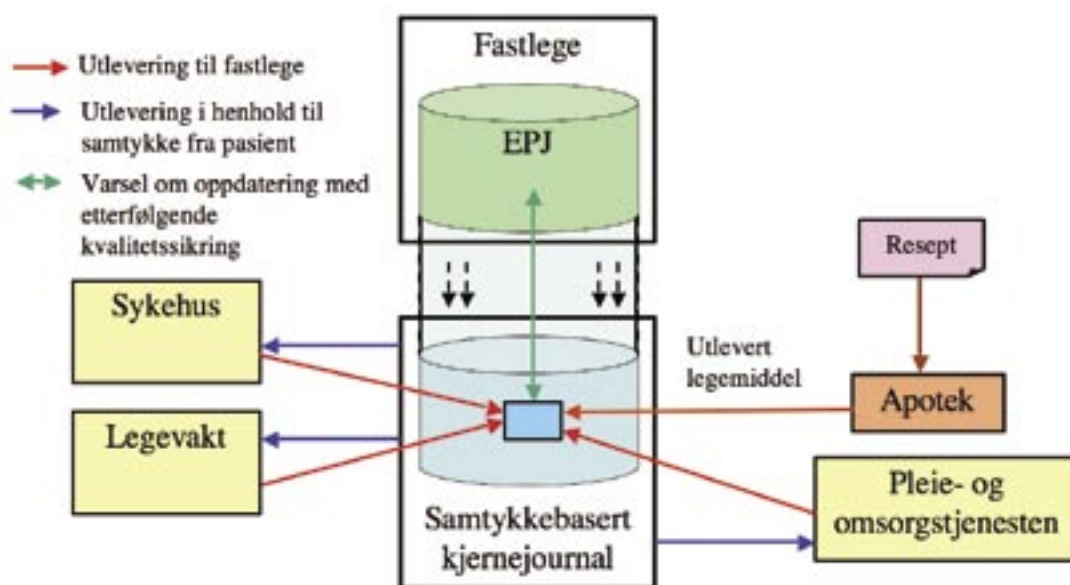 Utlevering til fastlege
Utlevering i henhold til
samtykke fra pasient
Varsel om oppdatering med
etterfølgende
kvalitetssikring
Fastlege
EPJ
Resept
Sykehus
Utlevert
legemiddel
Apotek
Legevakt
Pleie- og
omsorgstjenesten
Samtykkebasert
kjernejournal